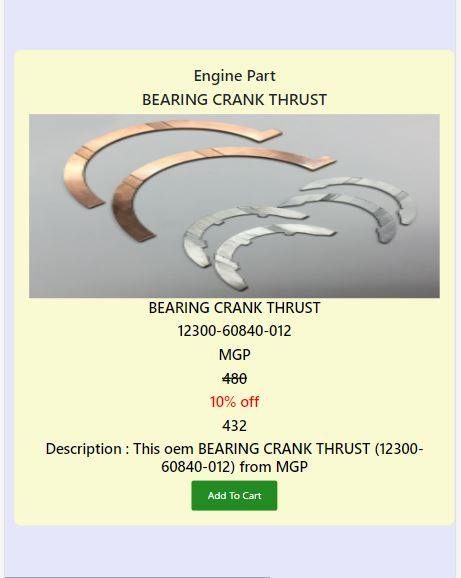 Engine Part
BEARING CRANK THRUST
BEARING CRANK THRUST
12300-60840-012
MGP
480
10% off
432
Description : This oem BEARING CRANK THRUST (12300-
60840-012) from MGP
Add To Cart